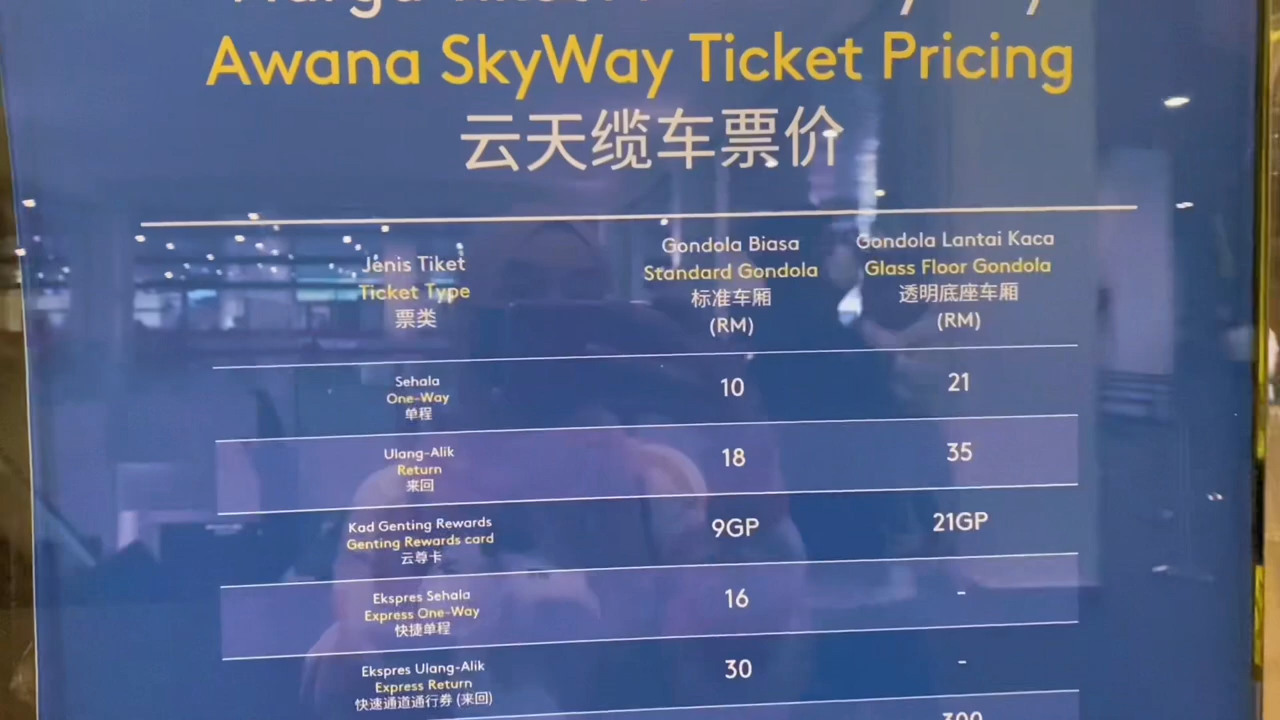 Awana SkyWay Ticket Pricing
云天缆车票价
Jenis Tiket
Ticket Type
票类
Gondola Biasa
Standard Gondola
标准车厢
(RM)
Gondola Lantai Kaca
Glass Floor Gondola
透明底座车厢
(RM)
Sehala
One-Way
单程
10
21
Ulang-Alik
Return
来回
18
35
Kad Genting Rewards
Genting Rewards card
云尊卡
9GP
21GP
Ekspres Sehala
Express One-Way
快捷单程
16
-
Ekspres Ulang-Alik
Express Return
快速通道通行券 (来回)
30
-